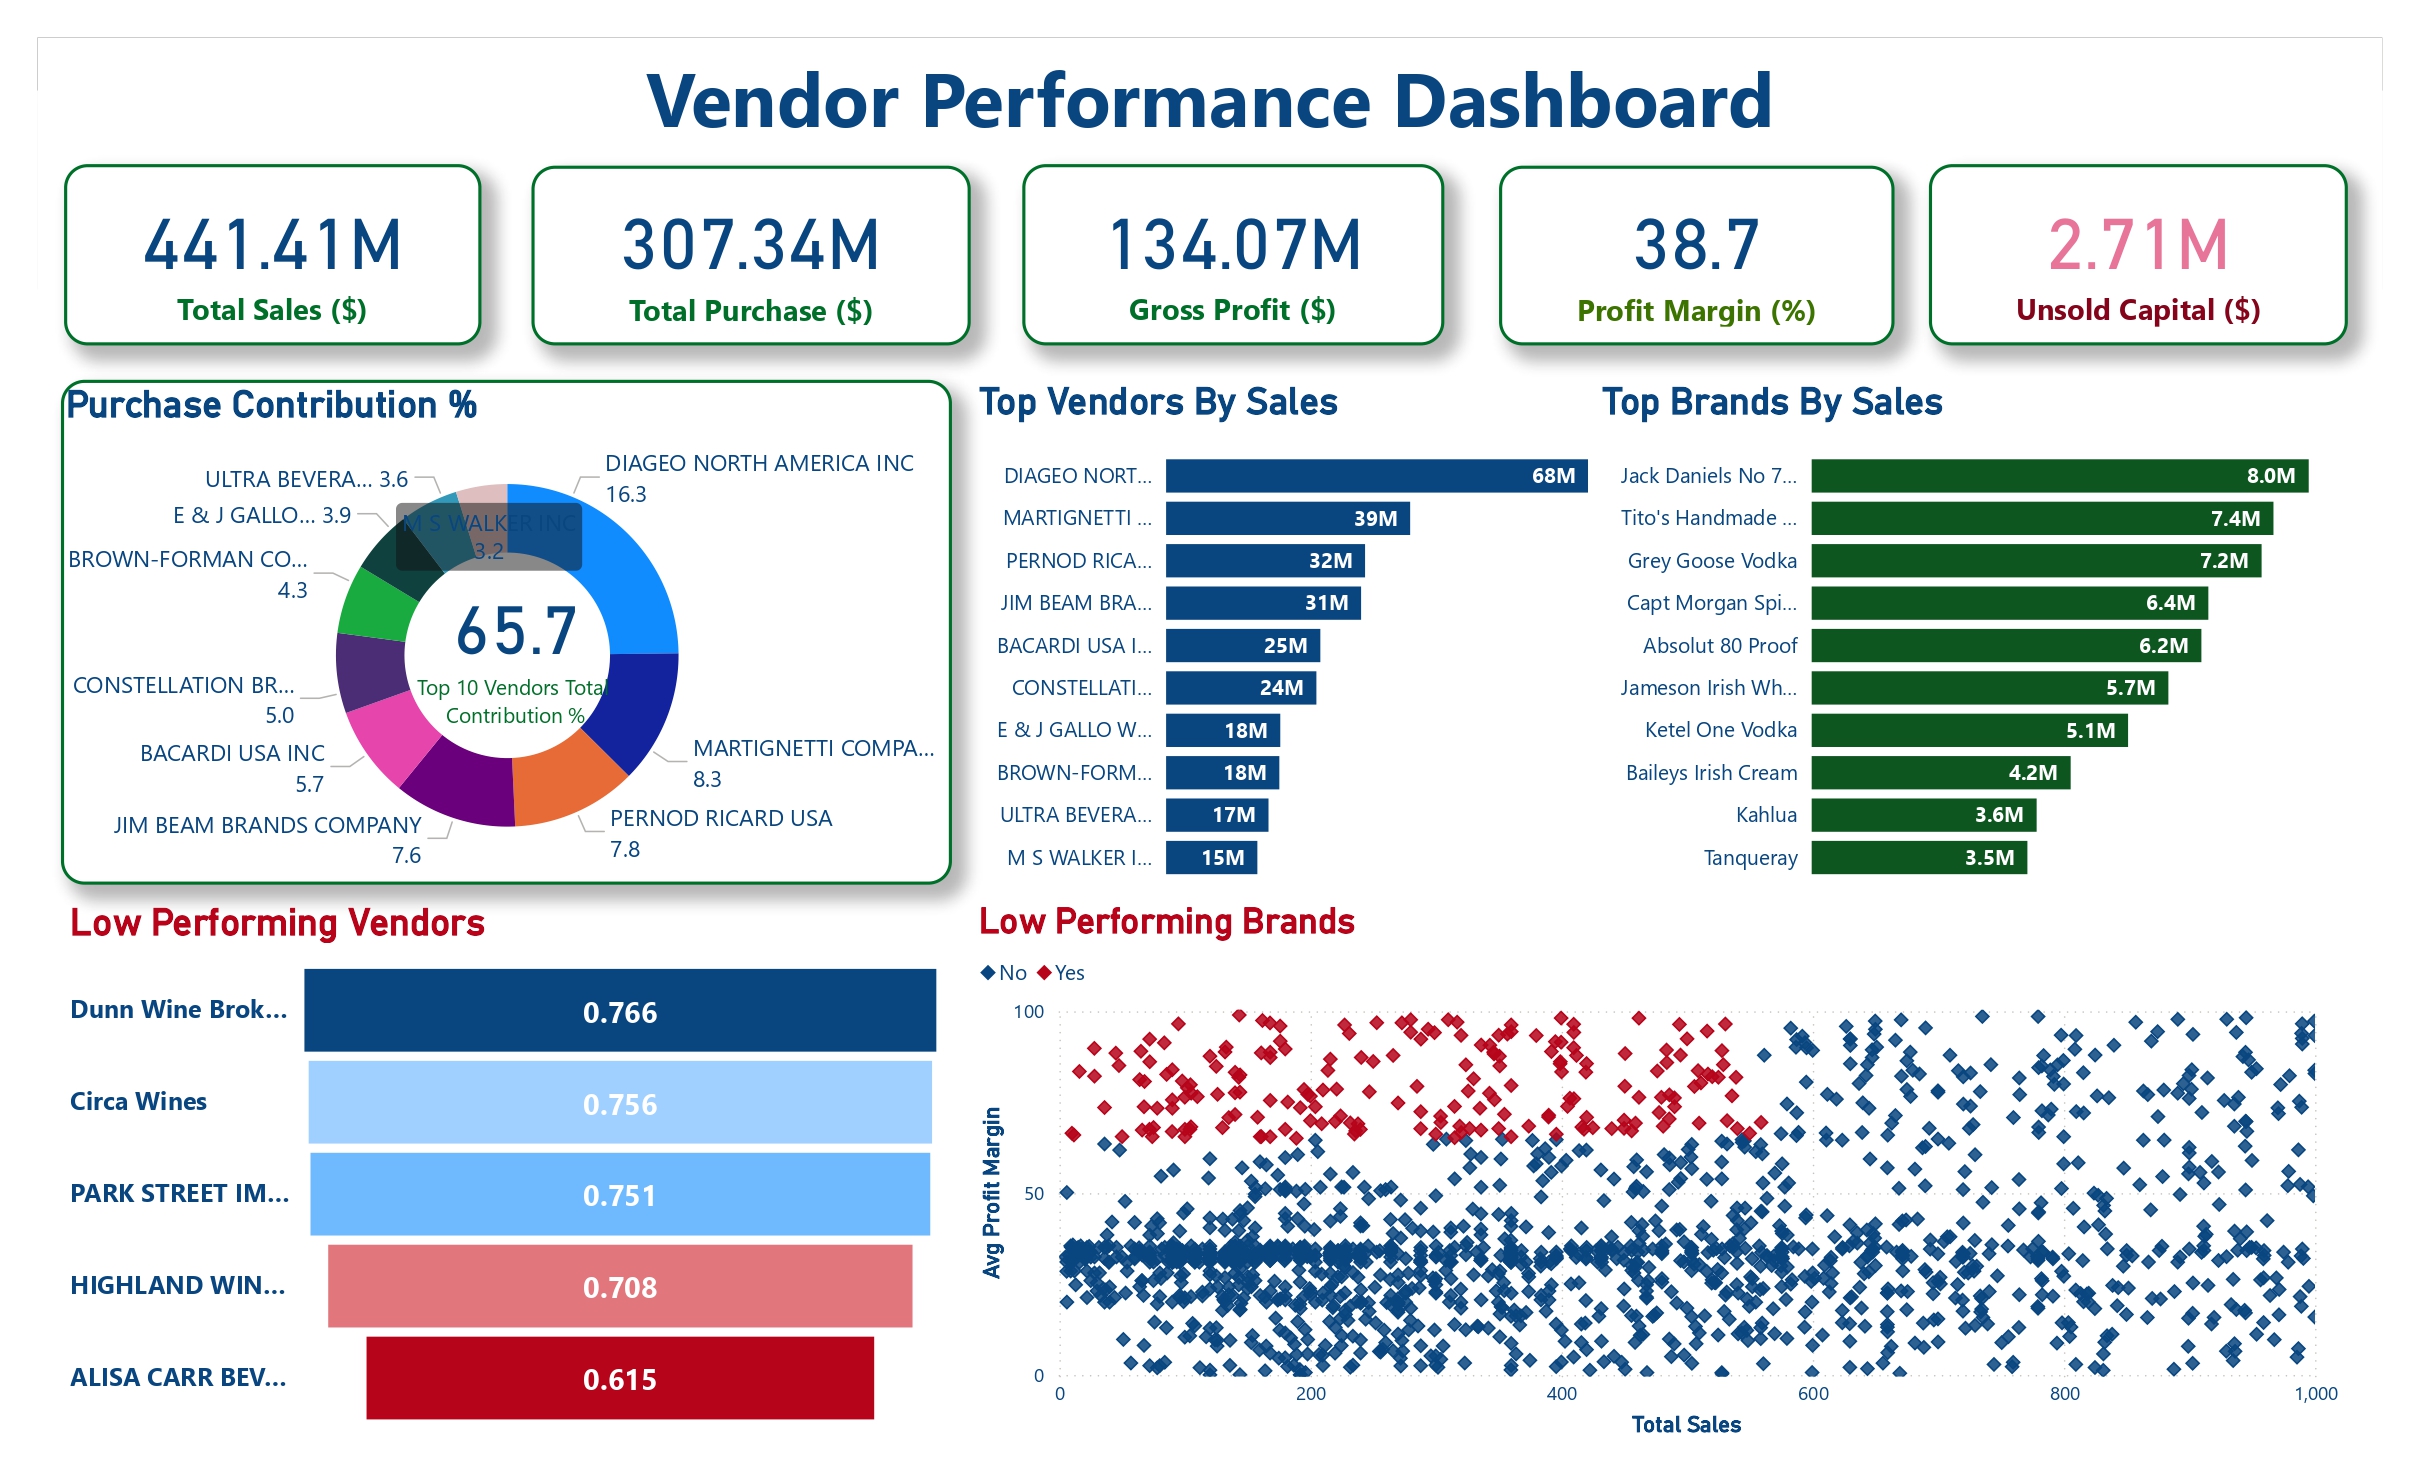 Vendor Performance Dashboard
441.41M
Total Sales ($)
307.34M
Total Purchase ($)
134.07M
Gross Profit ($)
38.7
Profit Margin (%)
2.71M
Unsold Capital ($)
Purchase Contribution %
DIAGEO NORTH AMERICA INC
16.3
MARTIGNETTI COMPA...
8.3
PERNOD RICARD USA
7.8
JIM BEAM BRANDS COMPANY
7.6
BACARDI USA INC
5.7
CONSTELLATION BR...
5.0
BROWN-FORMAN CO...
4.3
E & J GALLO... 3.9
ULTRA BEVERA... 3.6
M S WALKER INC
3.2
65.7
Top 10 Vendors Total
Contribution %
Top Vendors By Sales
DIAGEO NORT... 68M
MARTIGNETTI ... 39M
PERNOD RICA... 32M
JIM BEAM BRA... 31M
BACARDI USA I... 25M
CONSTELLATI... 24M
E & J GALLO W... 18M
BROWN-FORM... 18M
ULTRA BEVERA... 17M
M S WALKER I... 15M
Top Brands By Sales
Jack Daniels No 7... 8.0M
Tito's Handmade ... 7.4M
Grey Goose Vodka 7.2M
Capt Morgan Spi... 6.4M
Absolut 80 Proof 6.2M
Jameson Irish Wh... 5.7M
Ketel One Vodka 5.1M
Baileys Irish Cream 4.2M
Kahlua 3.6M
Tanqueray 3.5M
Low Performing Vendors
Dunn Wine Brok... 0.766
Circa Wines 0.756
PARK STREET IM... 0.751
HIGHLAND WIN... 0.708
ALISA CARR BEV... 0.615
Low Performing Brands
No Yes
Avg Profit Margin
100
50
0
0 200 400 600 800 1,000
Total Sales